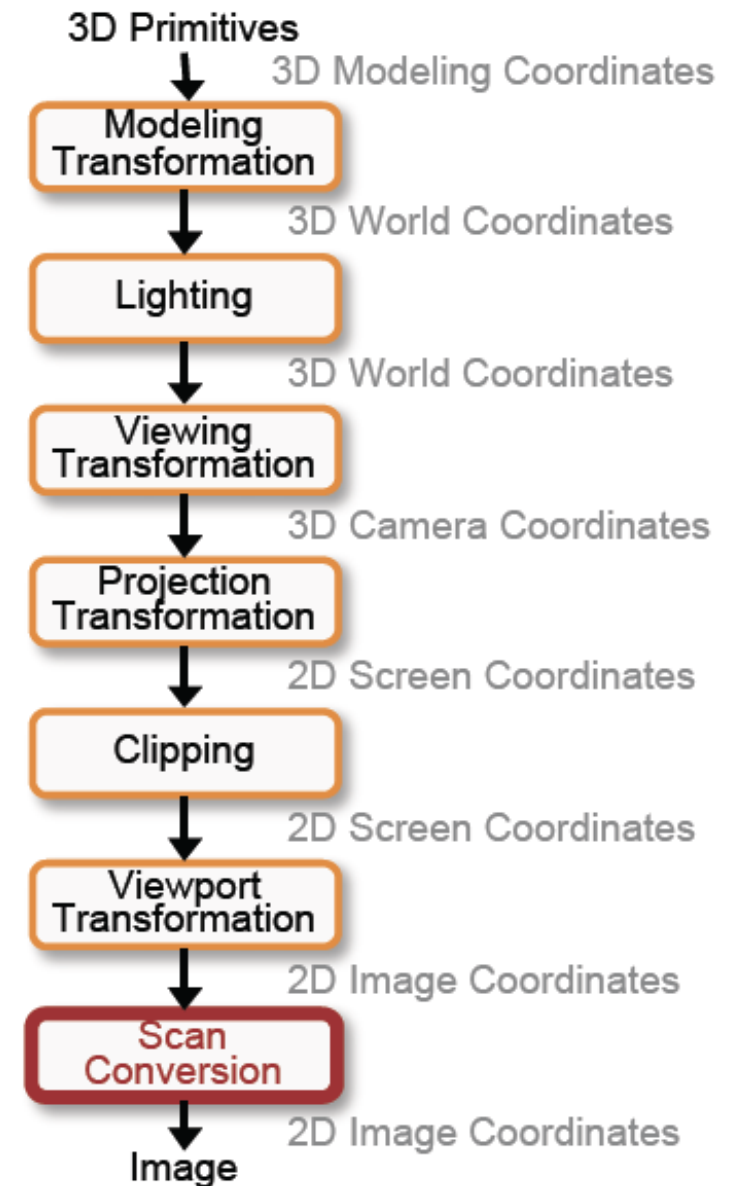 3D Primitives
3D Modeling Coordinates
Modeling
Transformation
3D World Coordinates
Lighting
3D World Coordinates
Viewing
Transformation
3D Camera Coordinates
Projection
Transformation
2D Screen Coordinates
Clipping
2D Screen Coordinates
Viewport
Transformation
2D Image Coordinates
Scan
Conversion
2D Image Coordinates
Image